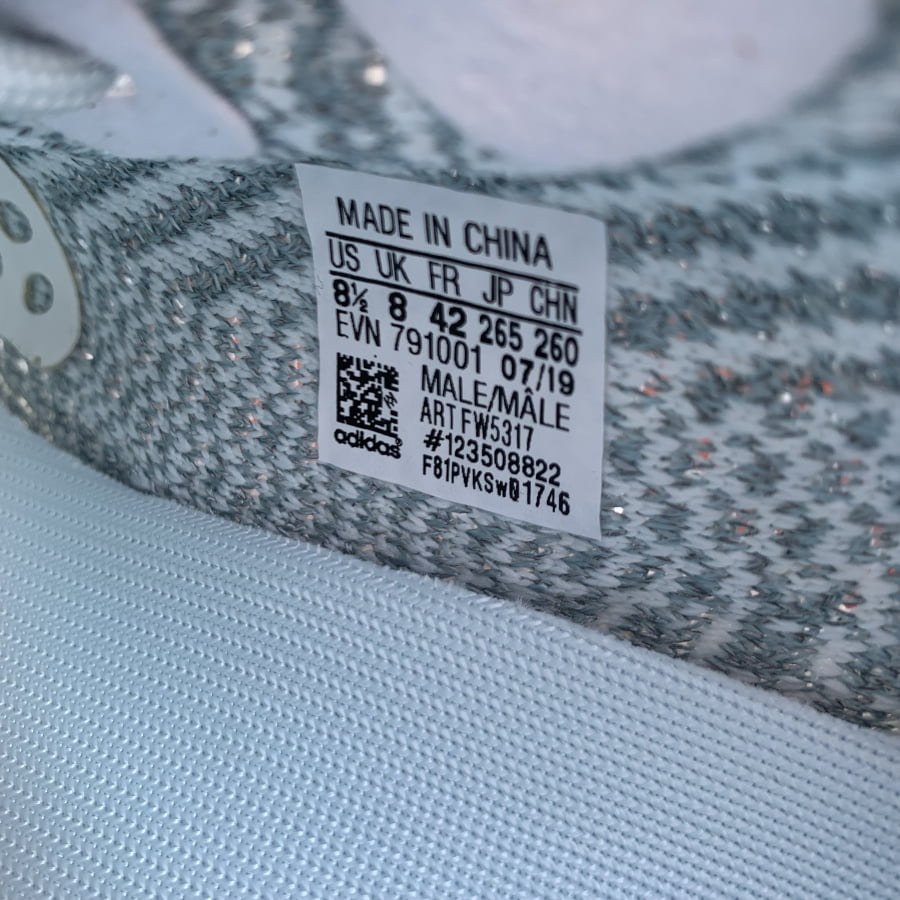 MADE IN CHINA
US UK FR JP CHN
8½ 8 42 265 260
EVN 791001 07/19
MALE/MÂLE
ART FW5317
#123508822
F81PVKSw01746
adidas